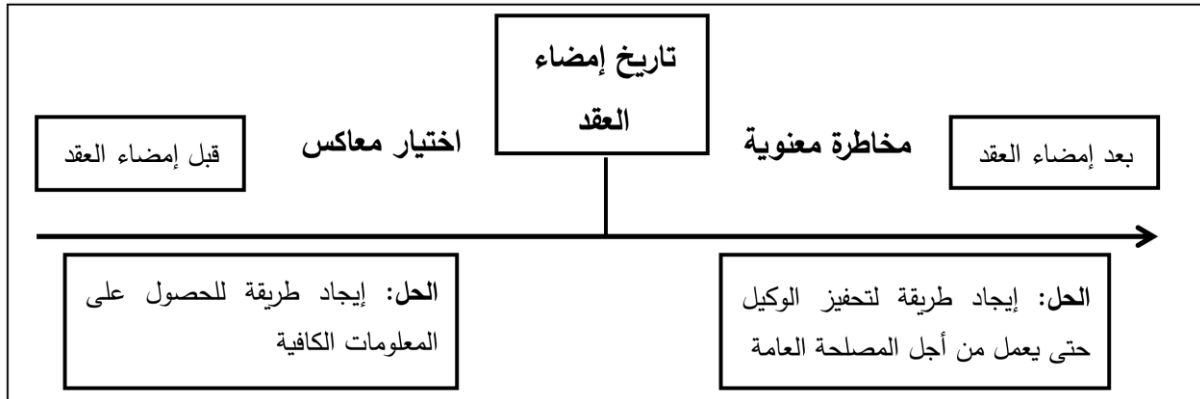 تاريخ إمضاء
العقد
بعد إمضاء العقد
مخاطرة معنوية
اختيار معاكس
قبل إمضاء العقد
الحل: إيجاد طريقة لتحفيز الوكيل
حتى يعمل من أجل المصلحة العامة
الحل: إيجاد طريقة للحصول على
المعلومات الكافية